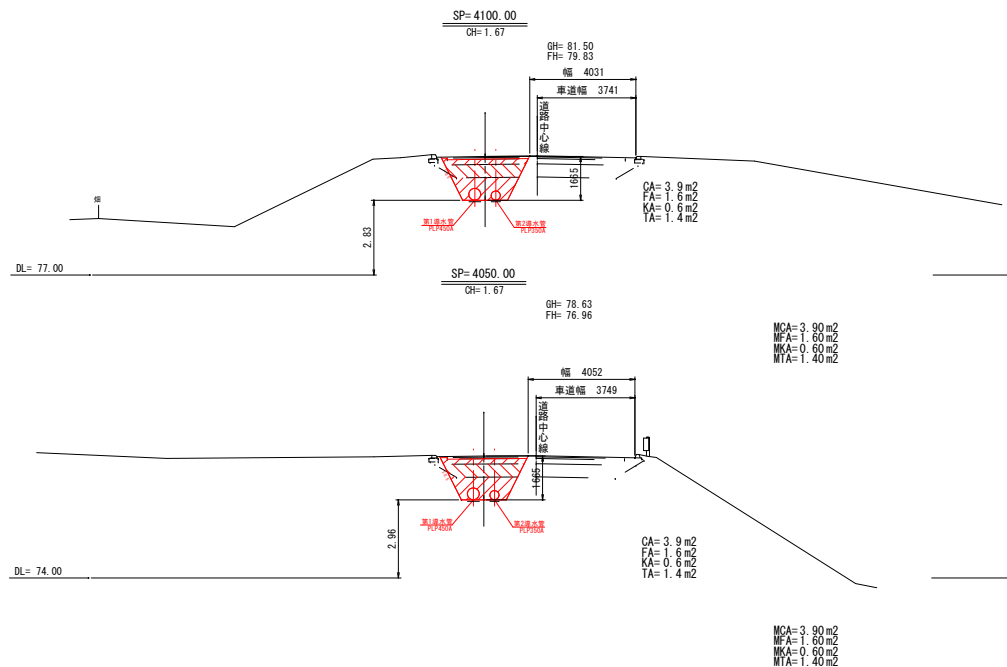 SP= 4100.00
CH= 1.67
GH= 81.50
FH= 79.83
幅 4031
車道幅 3741
道路中心線
1665
畑
CA= 3.9 m2
FA= 1.6 m2
KA= 0.6 m2
TA= 1.4 m2
第1導水管
PLP450A
第2導水管
PLP350A
2.83
DL= 77.00
SP= 4050.00
CH= 1.67
GH= 78.63
FH= 76.96
MCA= 3.90 m2
MFA= 1.60 m2
MKA= 0.60 m2
MTA= 1.40 m2
幅 4052
車道幅 3749
道路中心線
1665
第1導水管
PLP450A
第2導水管
PLP350A
2.96
CA= 3.9 m2
FA= 1.6 m2
KA= 0.6 m2
TA= 1.4 m2
DL= 74.00
MCA= 3.90 m2
MFA= 1.60 m2
MKA= 0.60 m2
MTA= 1.40 m2